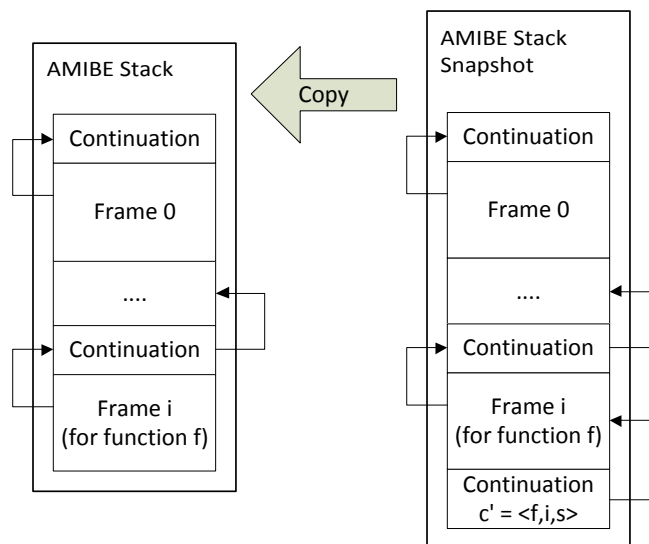 AMIBE Stack
Continuation
Frame 0
....
Continuation
Frame i
(for function f)
Copy
AMIBE Stack
Snapshot
Continuation
Frame 0
....
Continuation
Frame i
(for function f)
Continuation
c' = <f,i,s>